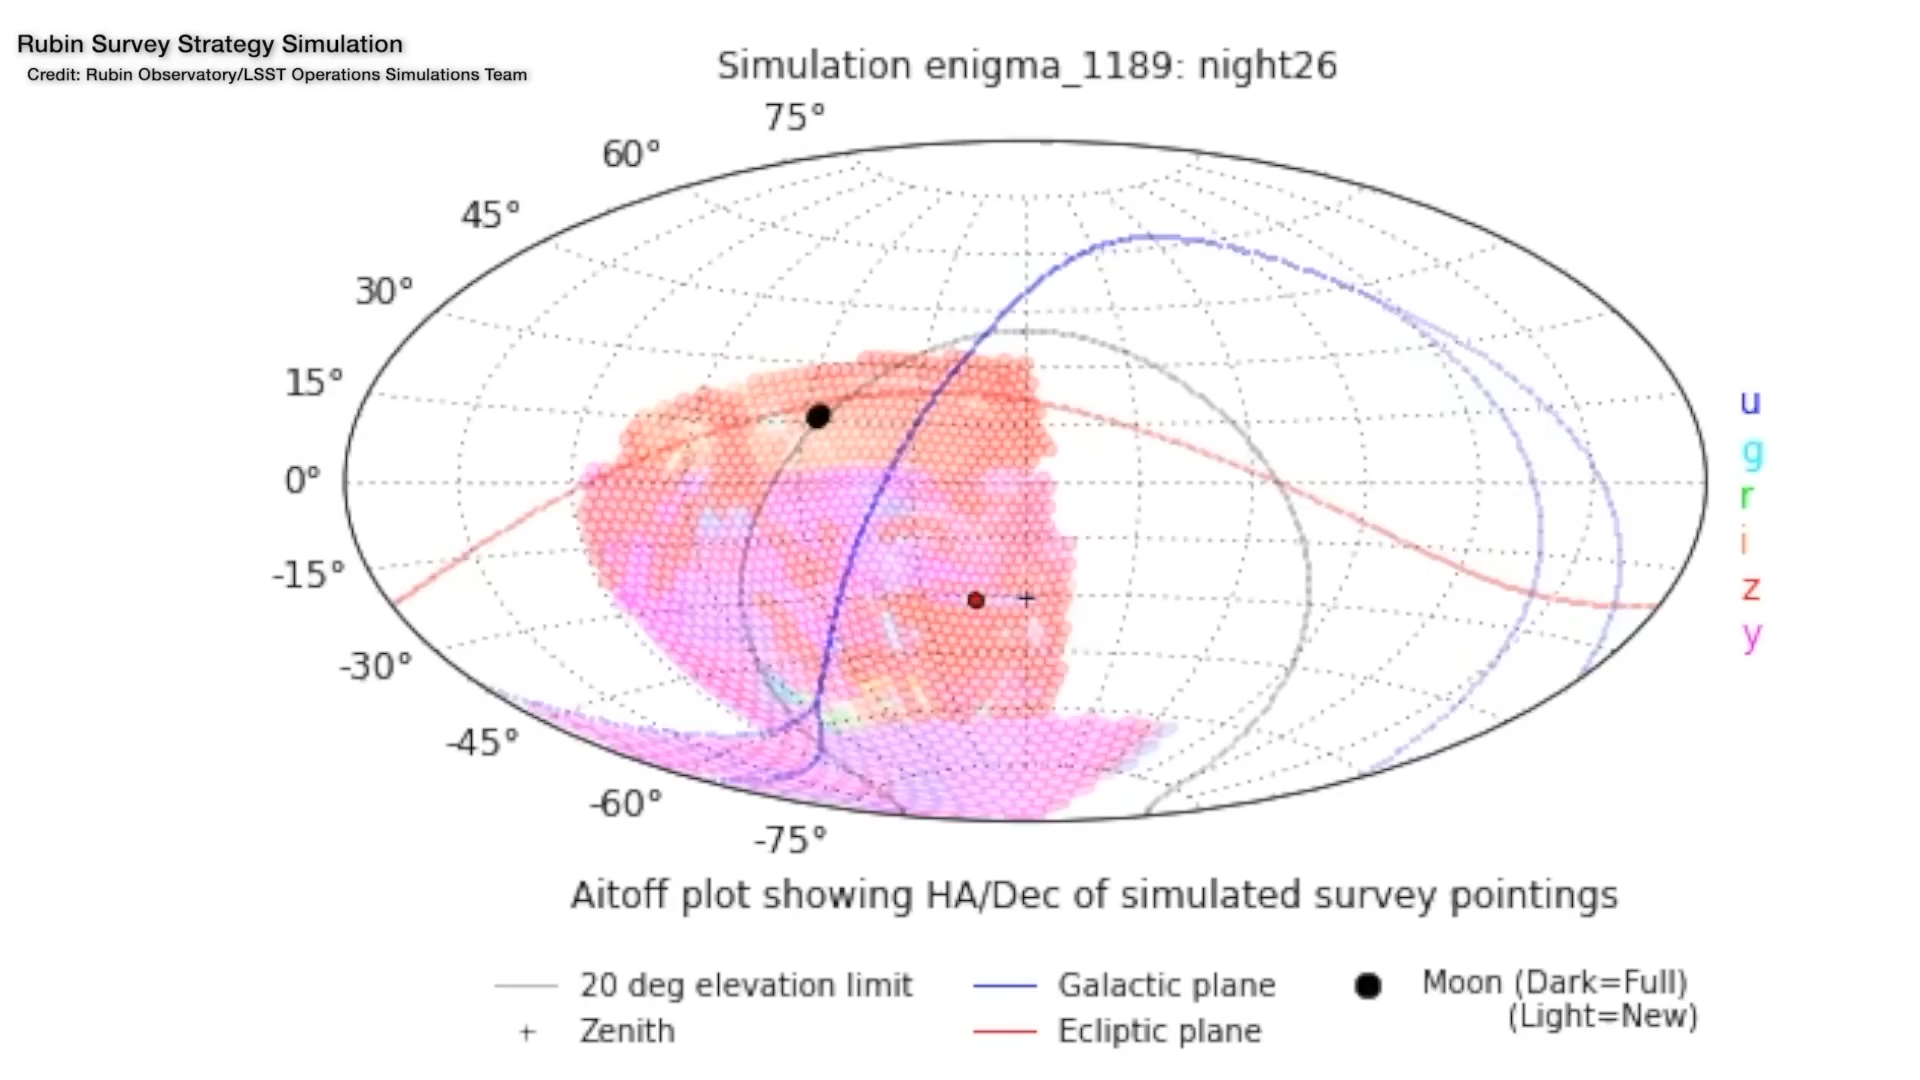 Rubin Survey Strategy Simulation
Credit: Rubin Observatory/LSST Operations Simulations Team
Simulation enigma_1189: night26
75°
60°
45°
30°
15°
0°
-15°
-30°
-45°
-60°
-75°
u
g
r
i
z
y
Aitoff plot showing HA/Dec of simulated survey pointings
20 deg elevation limit
Zenith
Galactic plane
Ecliptic plane
Moon (Dark=Full)
(Light=New)